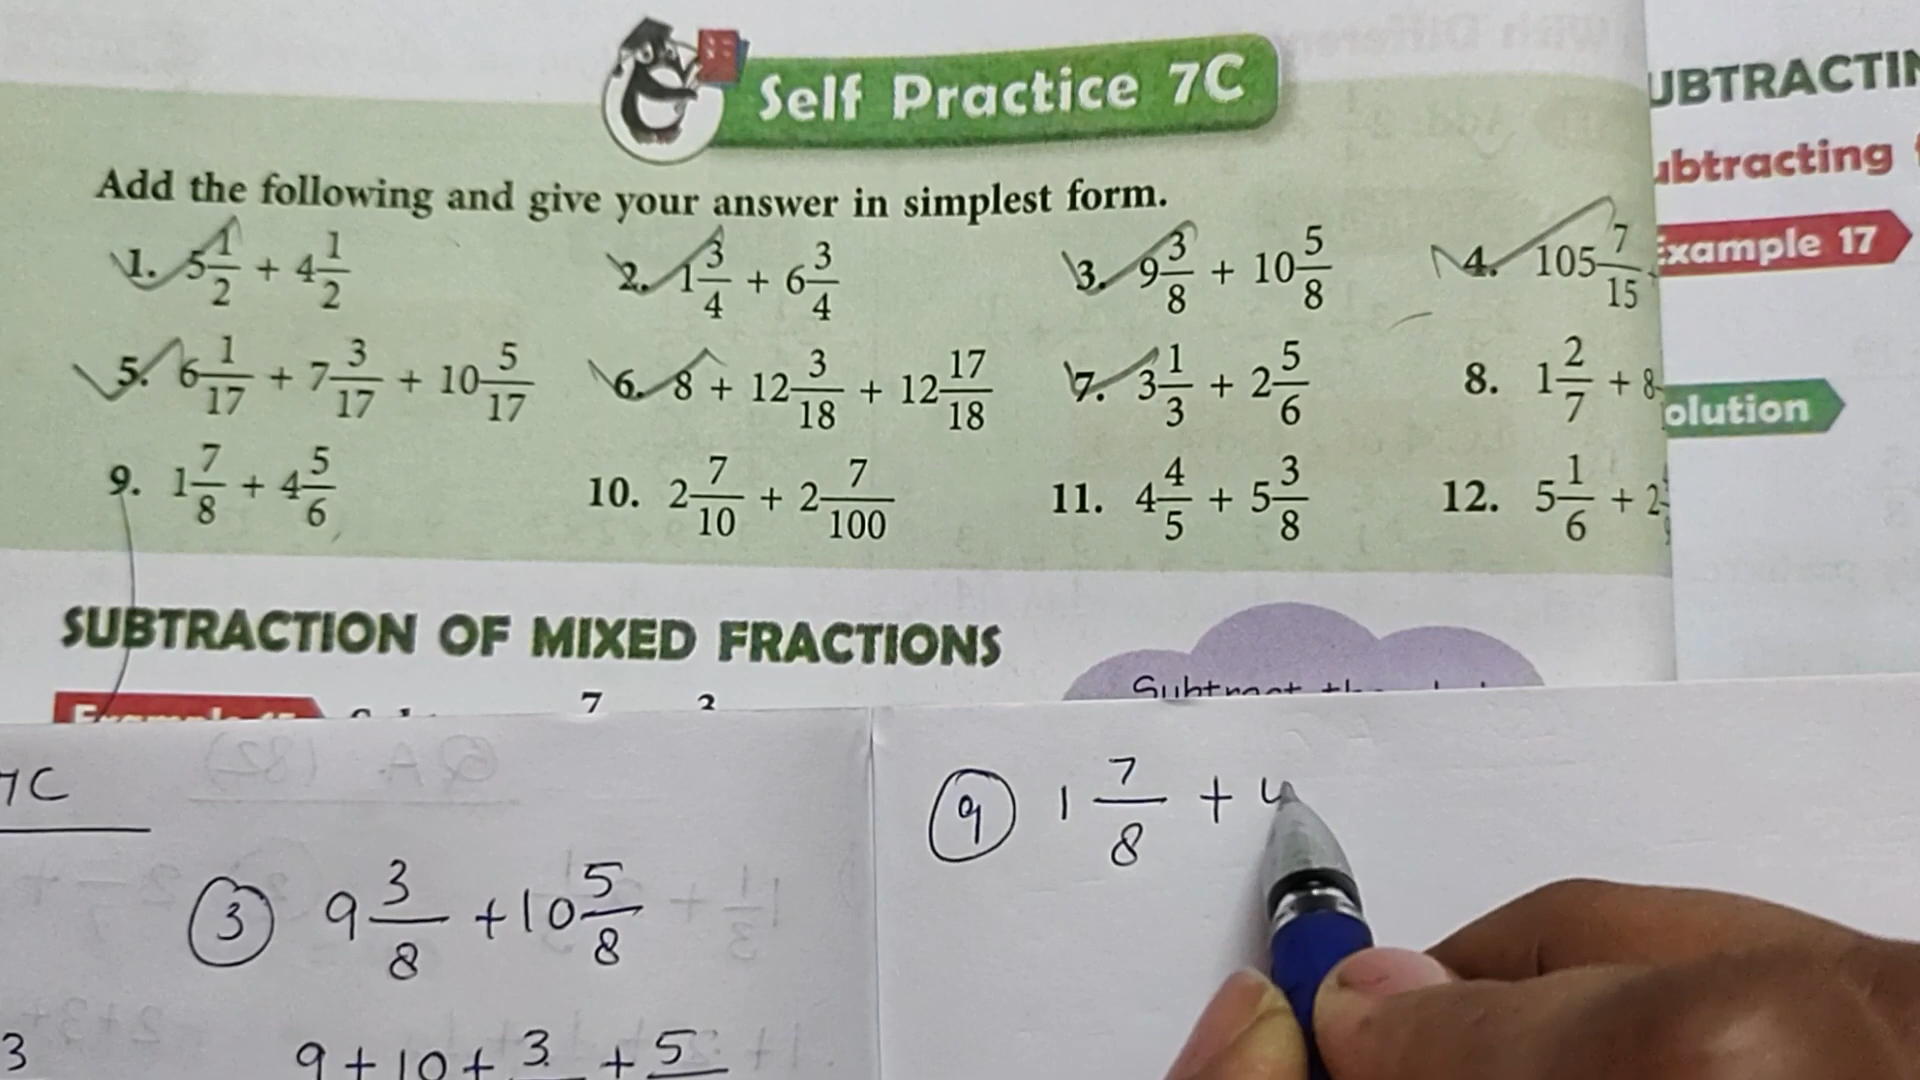 Self Practice 7C
Add the following and give your answer in simplest form.
1. 5 1/2 + 4 1/2
2. 1 3/4 + 6 3/4
3. 9 3/8 + 10 5/8
4. 105 7/15
5. 6 1/17 + 7 3/17 + 10 5/17
6. 8 + 12 3/18 + 12 17/18
7. 3 1/3 + 2 5/6
8. 1 2/7 + 8
9. 1 7/8 + 4 5/6
10. 2 7/10 + 2 7/100
11. 4 4/5 + 5 3/8
12. 5 1/6 + 2
SUBTRACTION OF MIXED FRACTIONS
UBTRACTIN
ubtracting
Example 17
olution
7C
3 9 3/8 + 10 5/8
9 + 10 + 3 + 5
3
9 1 7/8 + 4